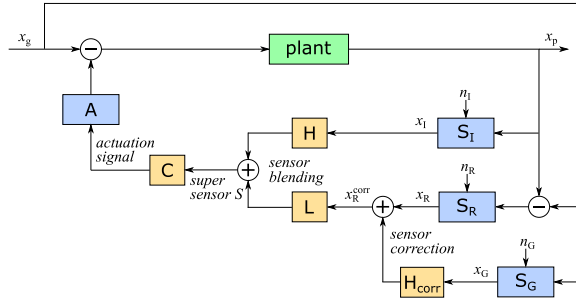 x_g
−
plant
x_p
A
n_I
H
x_I
S_I
actuation
signal
sensor
blending
n_R
C
+
super
sensor S
L
x_R^corr
+
x_R
S_R
−
sensor
correction
n_G
x_G
H_corr
S_G